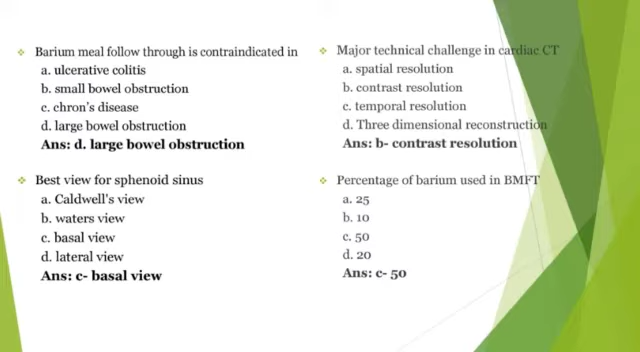 Barium meal follow through is contraindicated in
a. ulcerative colitis
b. small bowel obstruction
c. chron's disease
d. large bowel obstruction
Ans: d. large bowel obstruction
Best view for sphenoid sinus
a. Caldwell's view
b. waters view
c. basal view
d. lateral view
Ans: c- basal view
Major technical challenge in cardiac CT
a. spatial resolution
b. contrast resolution
c. temporal resolution
d. Three dimensional reconstruction
Ans: b- contrast resolution
Percentage of barium used in BMFT
a. 25
b. 10
c. 50
d. 20
Ans: c- 50